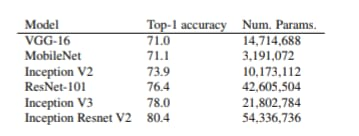 Model Top-1 accuracy Num. Params.
VGG-16 71.0 14,714,688
MobileNet 71.1 3,191,072
Inception V2 73.9 10,173,112
ResNet-101 76.4 42,605,504
Inception V3 78.0 21,802,784
Inception Resnet V2 80.4 54,336,736